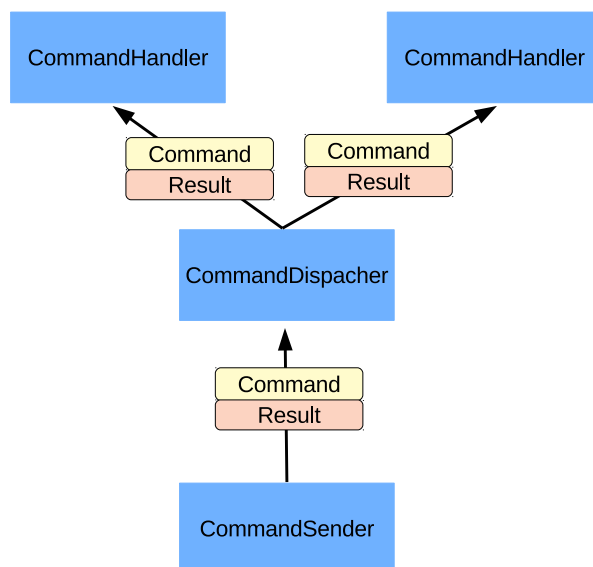 CommandHandler
CommandHandler
Command
Result
Command
Result
CommandDispacher
Command
Result
CommandSender